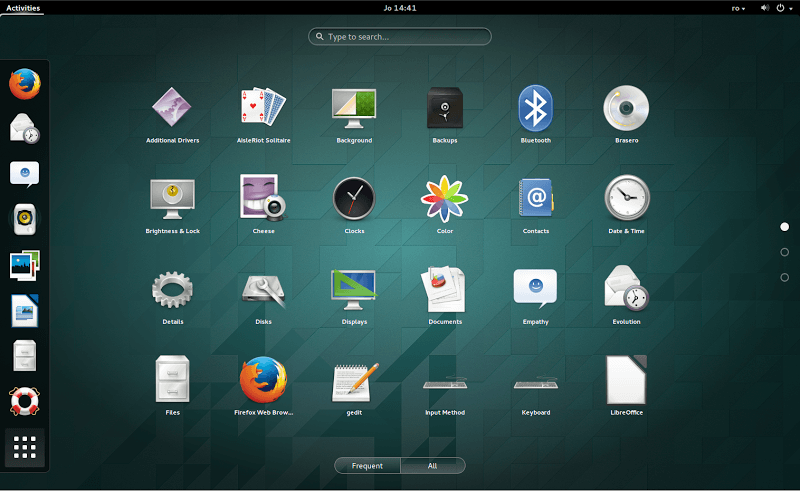 Activities
Jo 14:41
ro
Type to search...
Additional Drivers
AisleRiot Solitaire
Background
Backups
Bluetooth
Brasero
Brightness & Lock
Cheese
Clocks
Color
Contacts
Date & Time
Details
Disks
Displays
Documents
Empathy
Evolution
Files
Firefox Web Brow...
gedit
Input Method
Keyboard
LibreOffice
Frequent
All